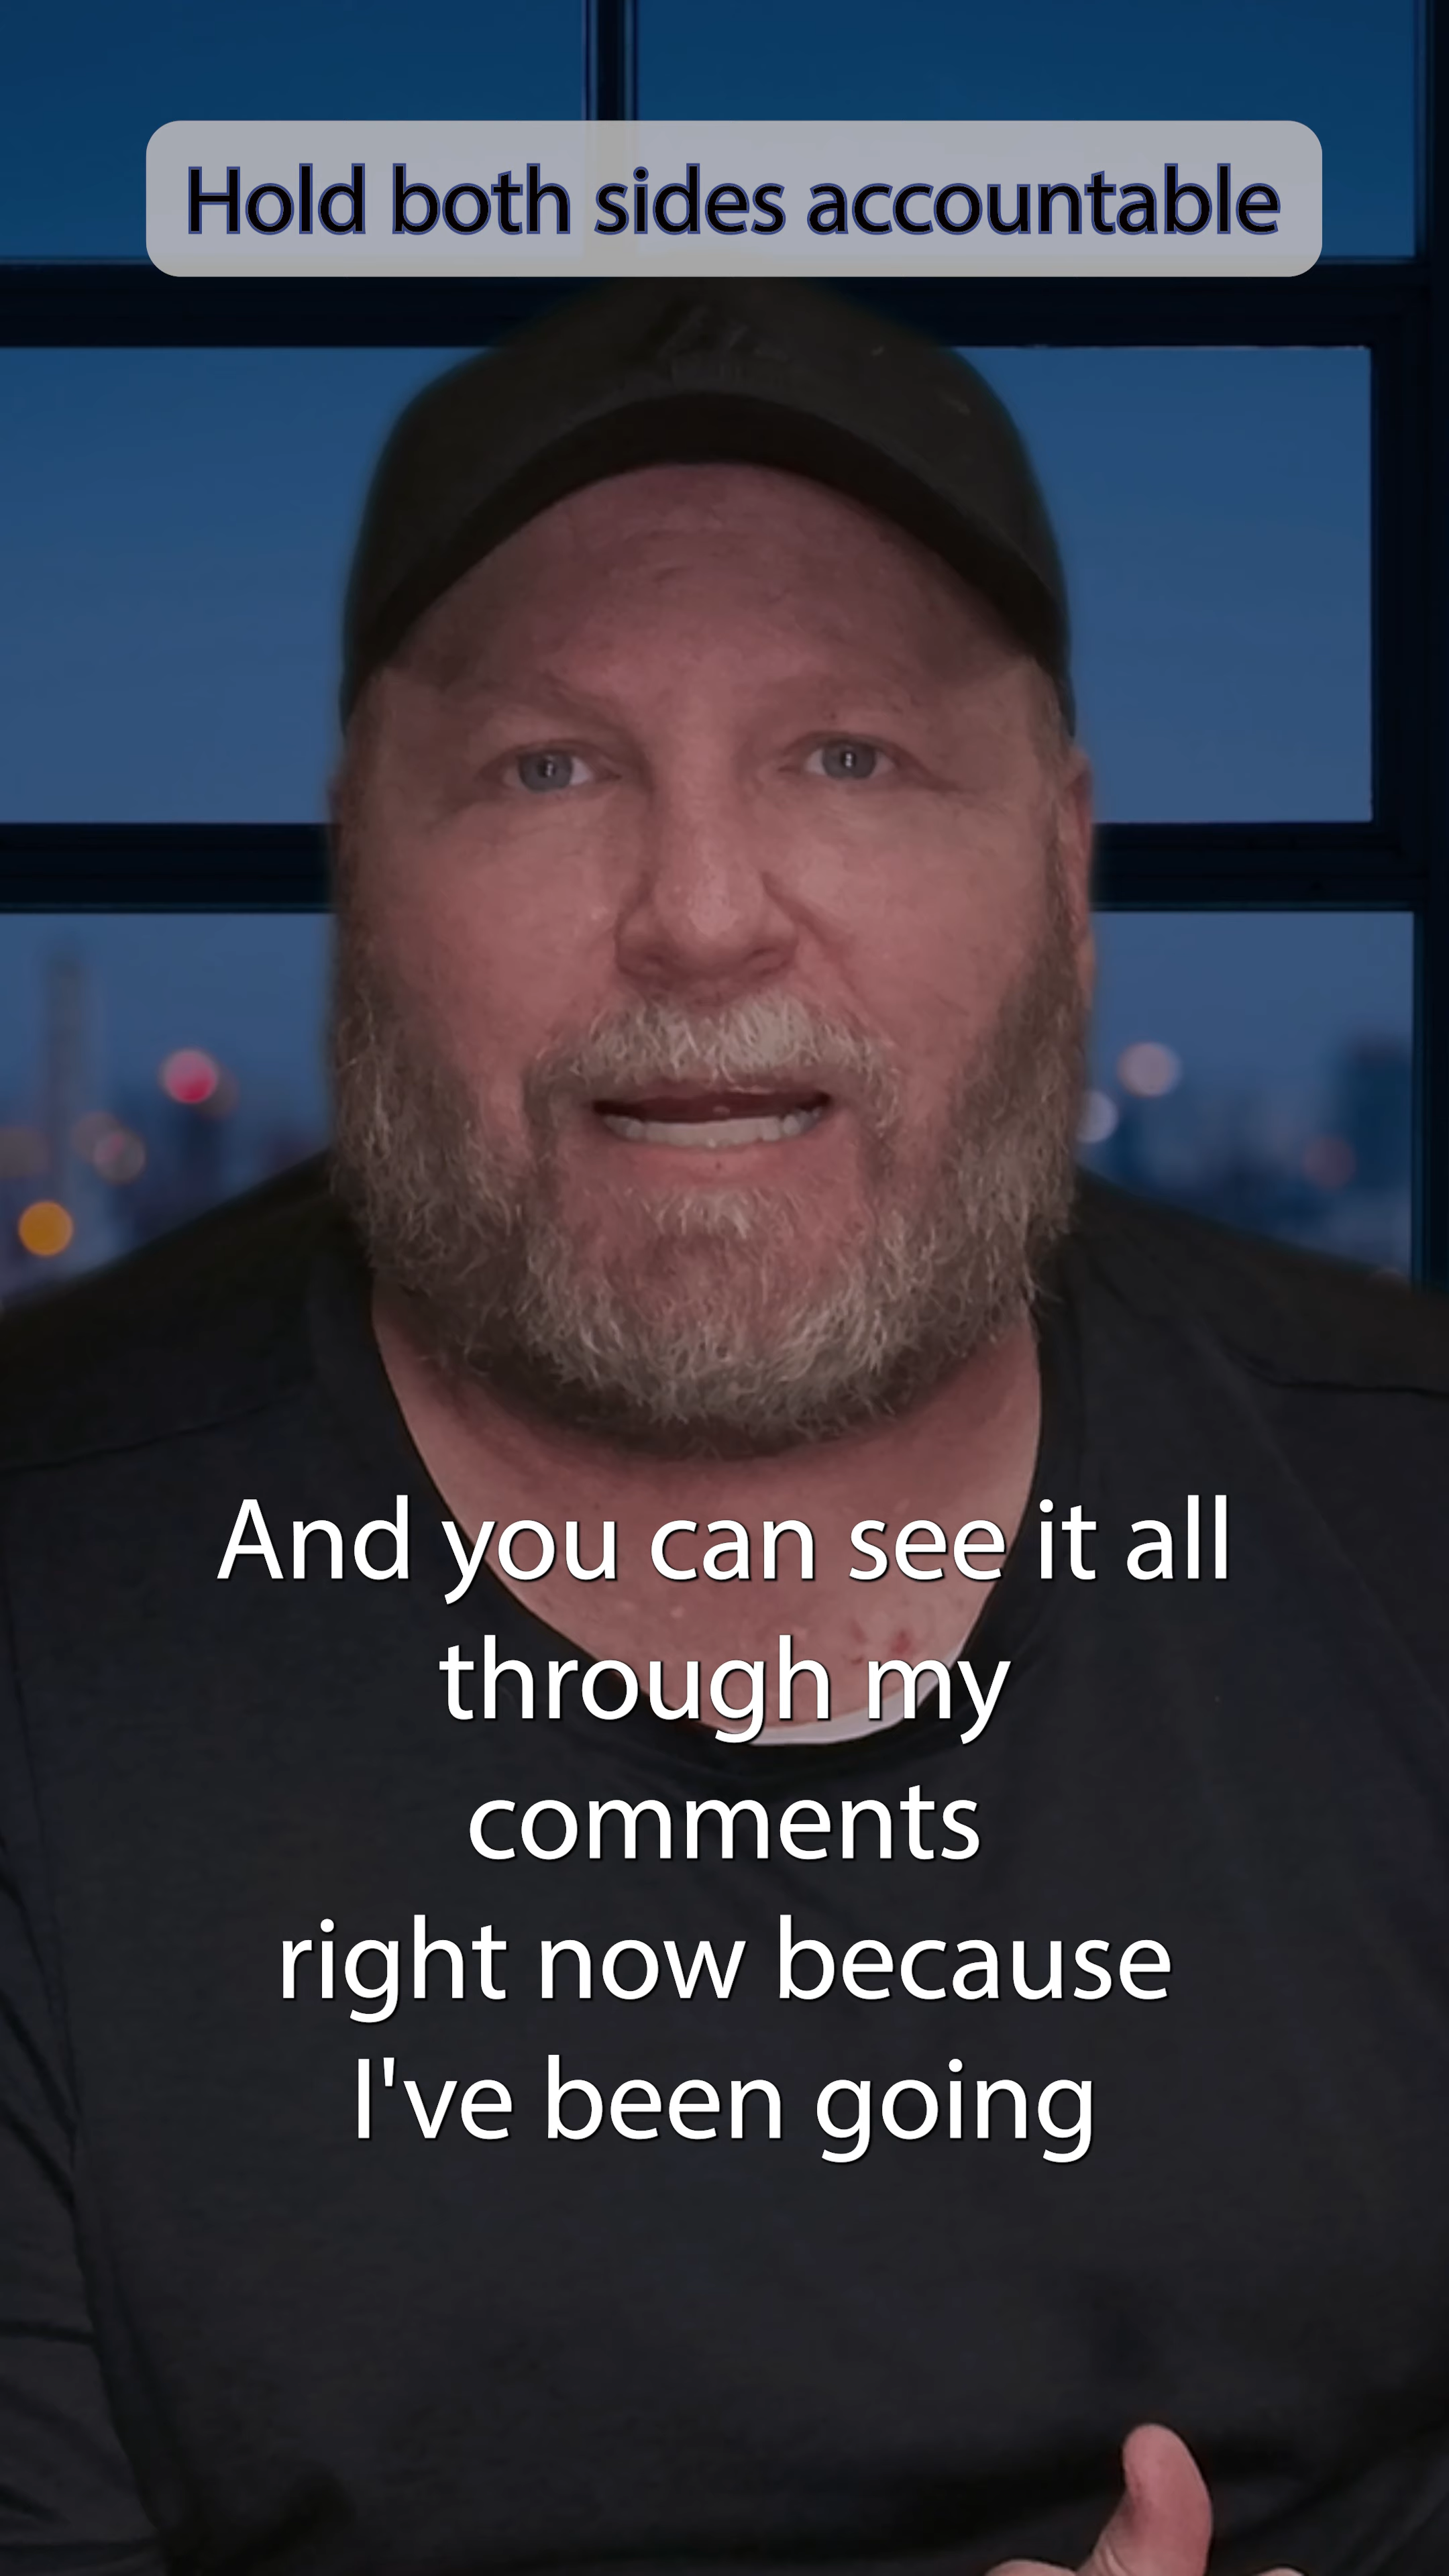 Hold both sides accountable
And you can see it all
through my
comments
right now because
I've been going